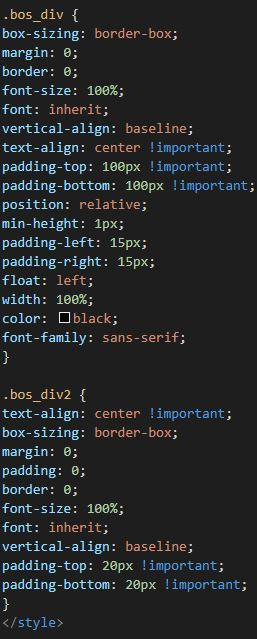 .bos_div {
box-sizing: border-box;
margin: 0;
border: 0;
font-size: 100%;
font: inherit;
vertical-align: baseline;
text-align: center !important;
padding-top: 100px !important;
padding-bottom: 100px !important;
position: relative;
min-height: 1px;
padding-left: 15px;
padding-right: 15px;
float: left;
width: 100%;
color: black;
font-family: sans-serif;
}

.bos_div2 {
text-align: center !important;
box-sizing: border-box;
margin: 0;
padding: 0;
border: 0;
font-size: 100%;
font: inherit;
vertical-align: baseline;
padding-top: 20px !important;
padding-bottom: 20px !important;
}
</style>